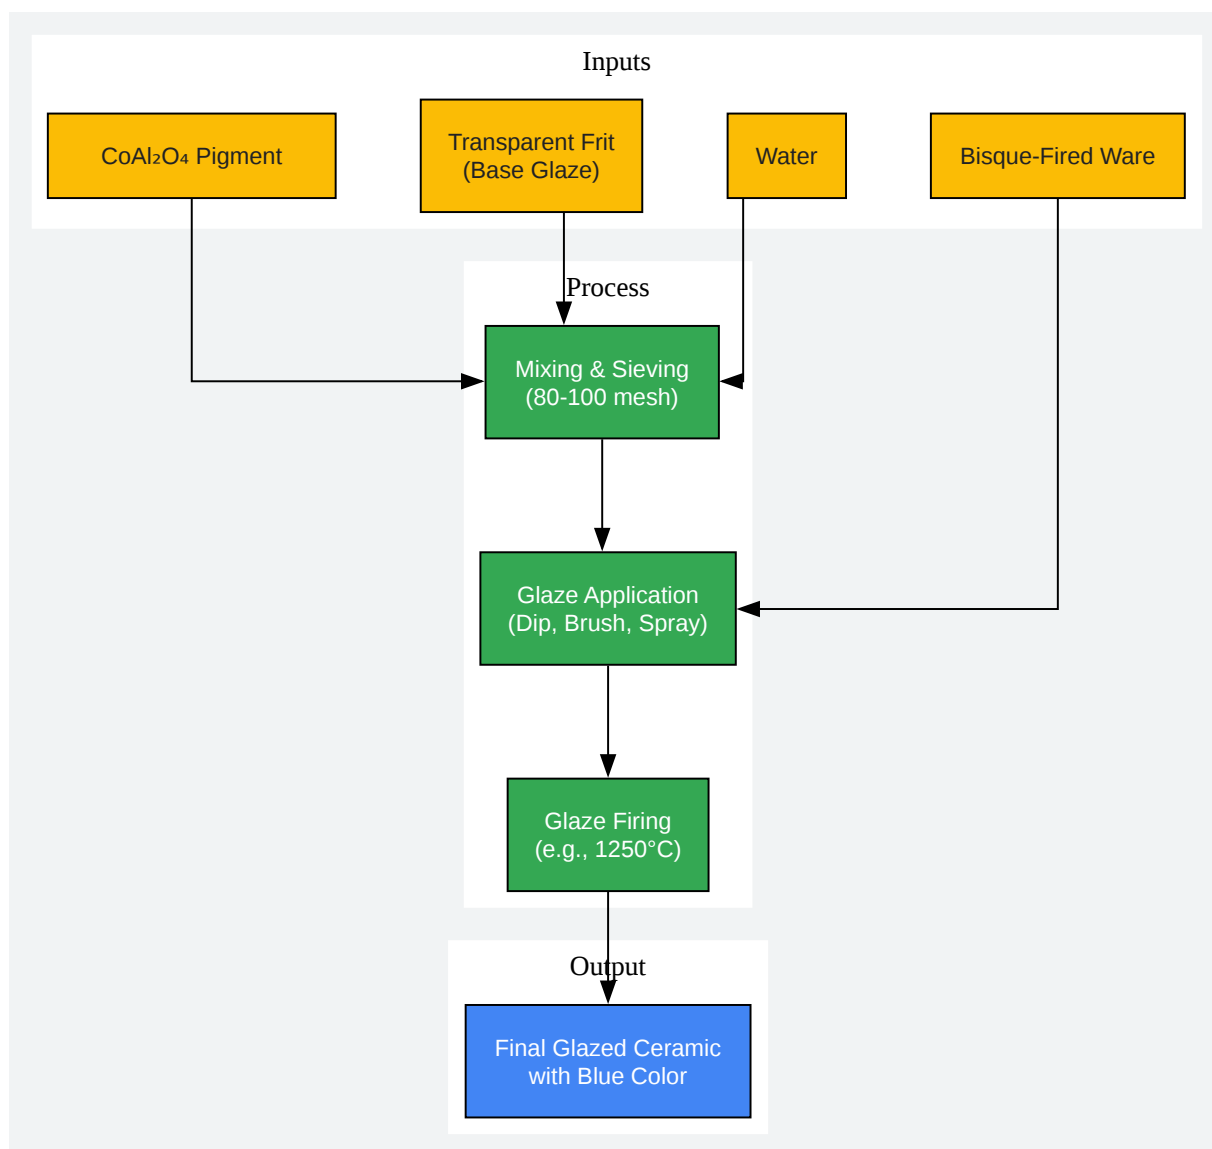 Inputs
CoAl₂O₄ Pigment
Transparent Frit
(Base Glaze)
Water
Bisque-Fired Ware
Process
Mixing & Sieving
(80-100 mesh)
Glaze Application
(Dip, Brush, Spray)
Glaze Firing
(e.g., 1250°C)
Output
Final Glazed Ceramic
with Blue Color